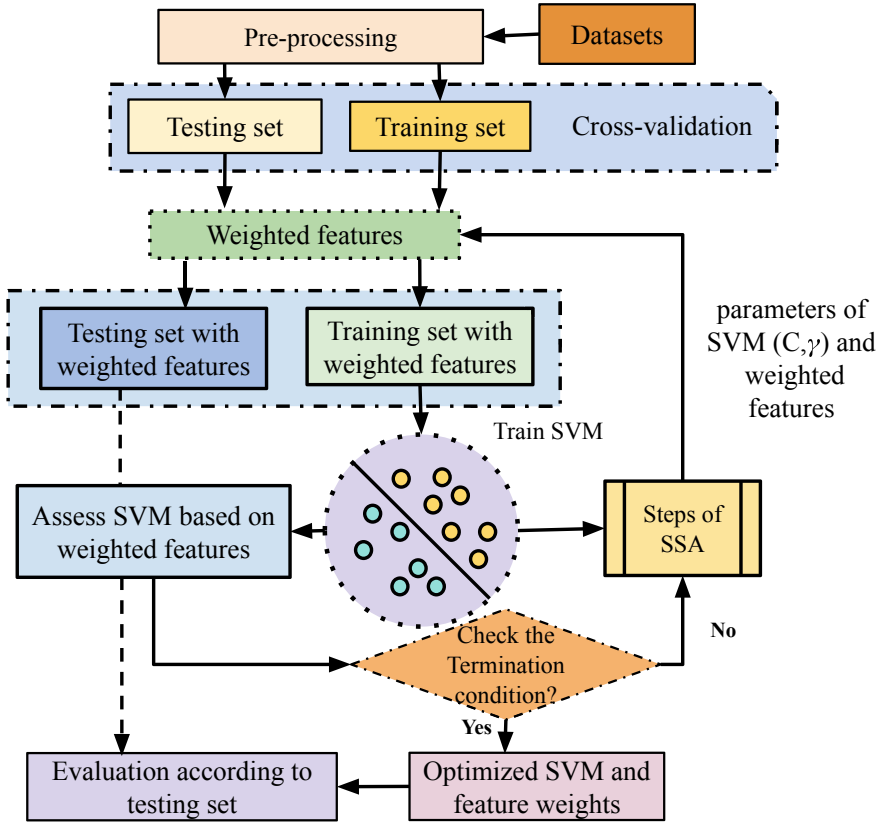 Pre-processing
Datasets
Testing set
Training set
Cross-validation
Weighted features
Testing set with
weighted features
Training set with
weighted features
parameters of
SVM (C,γ) and
weighted
features
Train SVM
Assess SVM based on
weighted features
Steps of
SSA
Check the
Termination
condition?
No
Yes
Evaluation according to
testing set
Optimized SVM and
feature weights